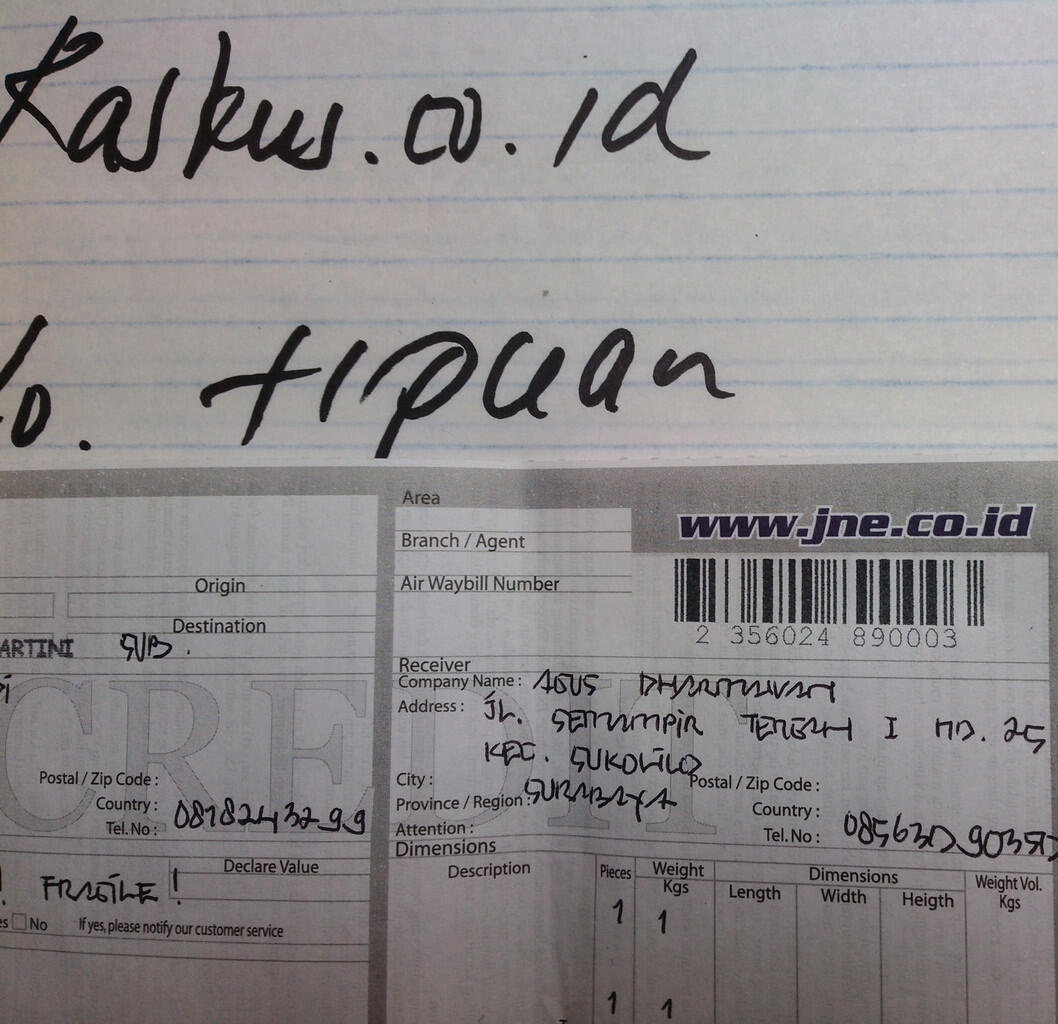 Kaskus.co.id
/o. tipuan
Area
www.jne.co.id
Branch / Agent
Air Waybill Number
Origin
Destination
2 356024 890003
ARTINI SUB.
Receiver
Company Name : AGUS DHARMAWAN
Address : JL. SEMAMPIR TENGAH I NO. 25
KEC. SUKOLILO
Postal / Zip Code :
City :
Postal / Zip Code :
Country :
Province / Region : SURABAYA
Country :
Tel. No :
Attention :
Tel. No :
Dimensions
CREDIT
Declare Value
Description
Pieces
Weight
Kgs
Dimensions
Length
Width
Heigth
Weight Vol.
Kgs
! FRAGILE !
1 1
es No If yes, please notify our customer service
1 1